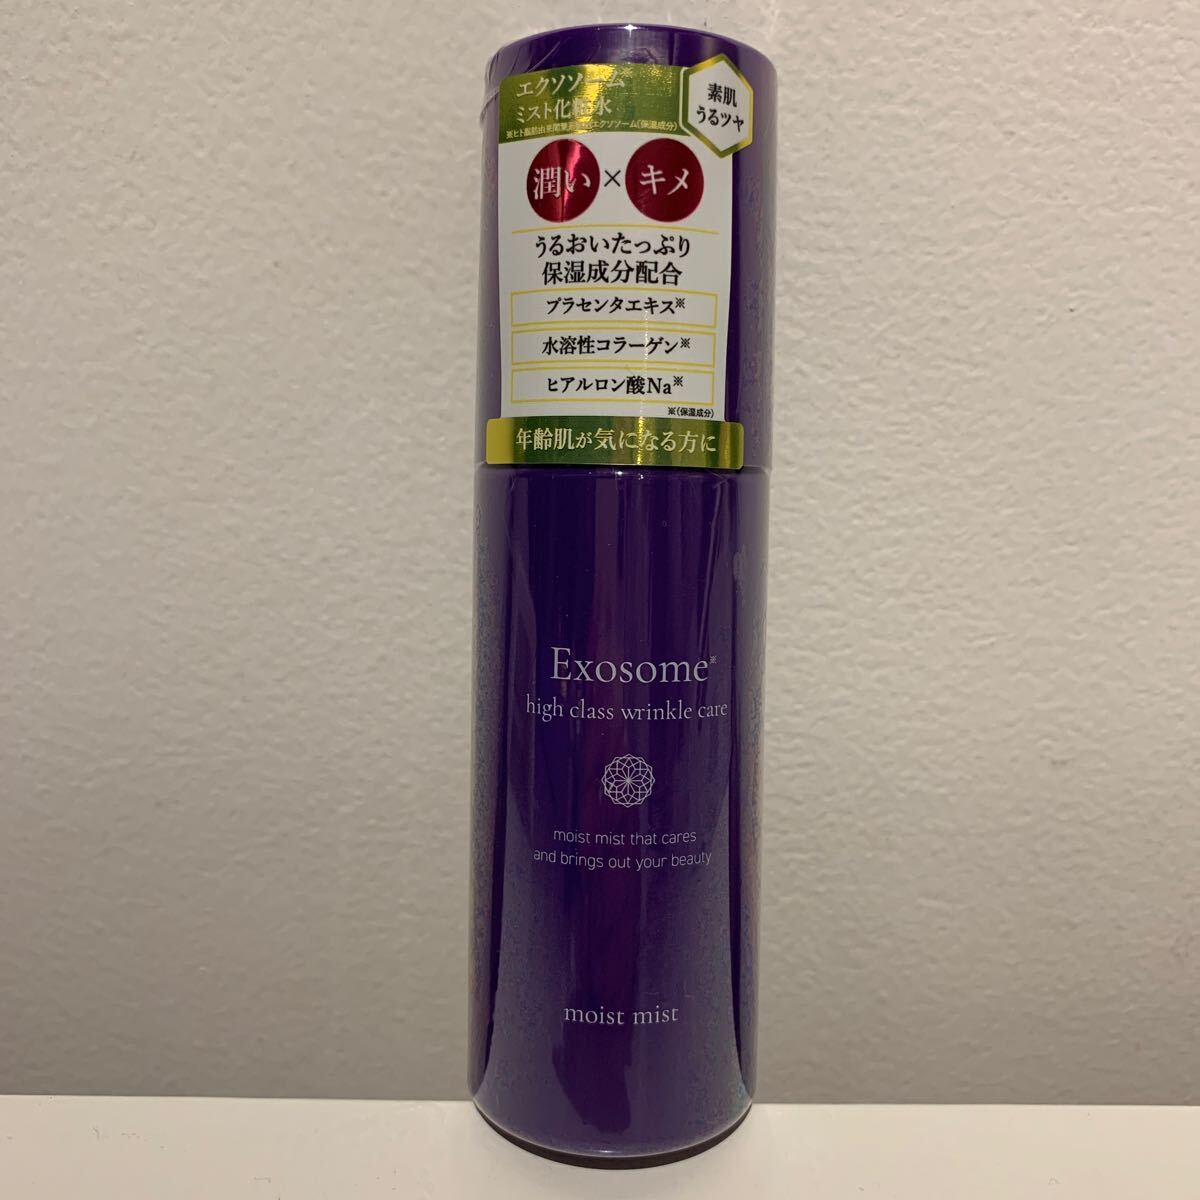 エクソソーム※
ミスト化粧水
素肌
うるツヤ
潤い×キメ
うるおいたっぷり
保湿成分配合
プラセンタエキス※
水溶性コラーゲン※
ヒアルロン酸Na※
※(保湿成分)
年齢肌が気になる方に
Exosome※
high class wrinkle care
moist mist that cares
and brings out your beauty
moist mist